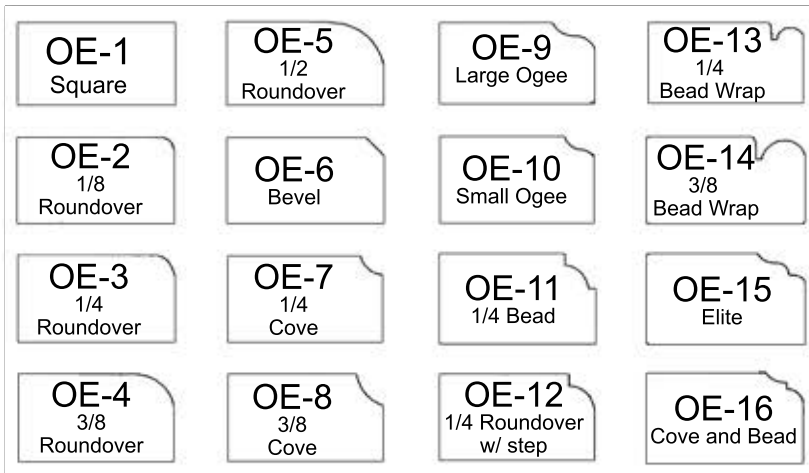 OE-1
Square
OE-2
1/8
Roundover
OE-3
1/4
Roundover
OE-4
3/8
Roundover
OE-5
1/2
Roundover
OE-6
Bevel
OE-7
1/4
Cove
OE-8
3/8
Cove
OE-9
Large Ogee
OE-10
Small Ogee
OE-11
1/4 Bead
OE-12
1/4 Roundover
w/ step
OE-13
1/4
Bead Wrap
OE-14
3/8
Bead Wrap
OE-15
Elite
OE-16
Cove and Bead